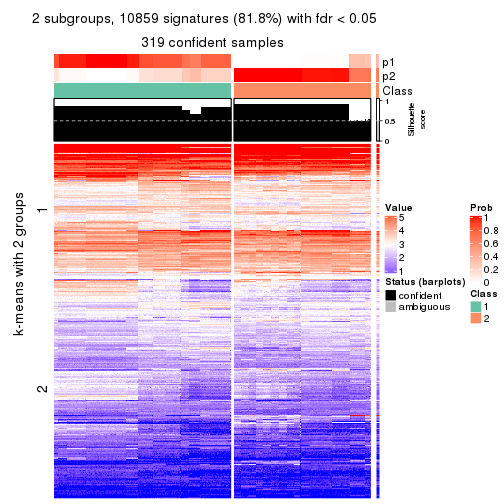 2 subgroups, 10859 signatures (81.8%) with fdr < 0.05
319 confident samples
p1
p2
Class
1
0.5
0
Silhouette
score
k-means with 2 groups
1
2
Value
5
4
3
2
1
Status (barplots)
confident
ambiguous
Prob
1
0.8
0.6
0.4
0.2
0
Class
1
2